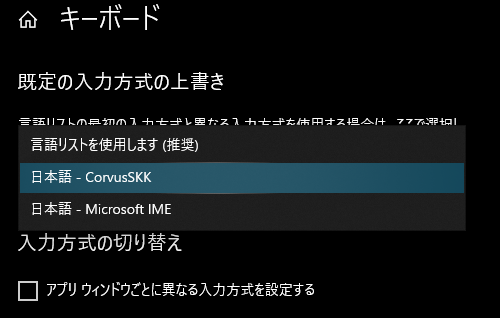 キーボード
既定の入力方式の上書き
言語リストの最初の入力方式と異なる入力方式を使用する場合は、ここで選択し
言語リストを使用します (推奨)
日本語 - CorvusSKK
日本語 - Microsoft IME
入力方式の切り替え
アプリ ウィンドウごとに異なる入力方式を設定する